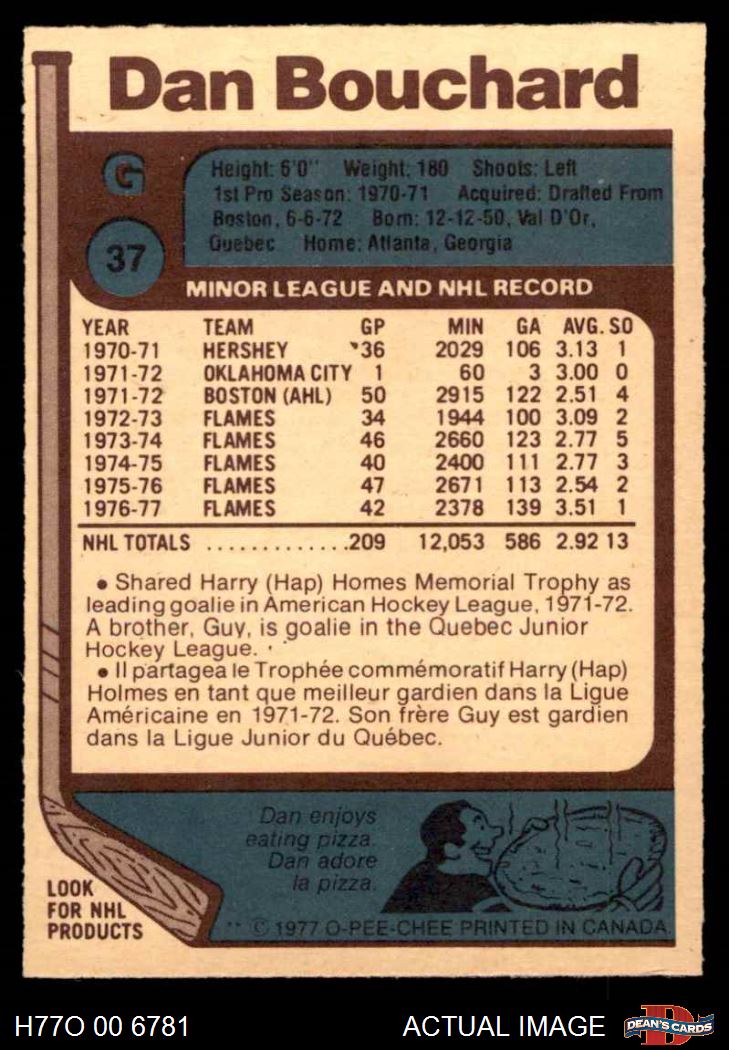 Dan Bouchard
G
37
Height: 6'0" Weight: 180 Shoots: Left
1st Pro Season: 1970-71 Acquired: Drafted From
Boston, 6-6-72 Born: 12-12-50, Val D'Or,
Quebec Home: Atlanta, Georgia
MINOR LEAGUE AND NHL RECORD
YEAR TEAM GP MIN GA AVG. SO
1970-71 HERSHEY 36 2029 106 3.13 1
1971-72 OKLAHOMA CITY 1 60 3 3.00 0
1971-72 BOSTON (AHL) 50 2915 122 2.51 4
1972-73 FLAMES 34 1944 100 3.09 2
1973-74 FLAMES 46 2660 123 2.77 5
1974-75 FLAMES 40 2400 111 2.77 3
1975-76 FLAMES 47 2671 113 2.54 2
1976-77 FLAMES 42 2378 139 3.51 1
NHL TOTALS .............209 12,053 586 2.92 13
• Shared Harry (Hap) Homes Memorial Trophy as
leading goalie in American Hockey League, 1971-72.
A brother, Guy, is goalie in the Quebec Junior
Hockey League.
• Il partagea le Trophée commémoratif Harry (Hap)
Holmes en tant que meilleur gardien dans la Ligue
Américaine en 1971-72. Son frère Guy est gardien
dans la Ligue Junior du Québec.
Dan enjoys
eating pizza.
Dan adore
la pizza.
LOOK
FOR NHL
PRODUCTS
** © 1977 O-PEE-CHEE PRINTED IN CANADA
H77O 00 6781 ACTUAL IMAGE
D
DEAN'S CARDS